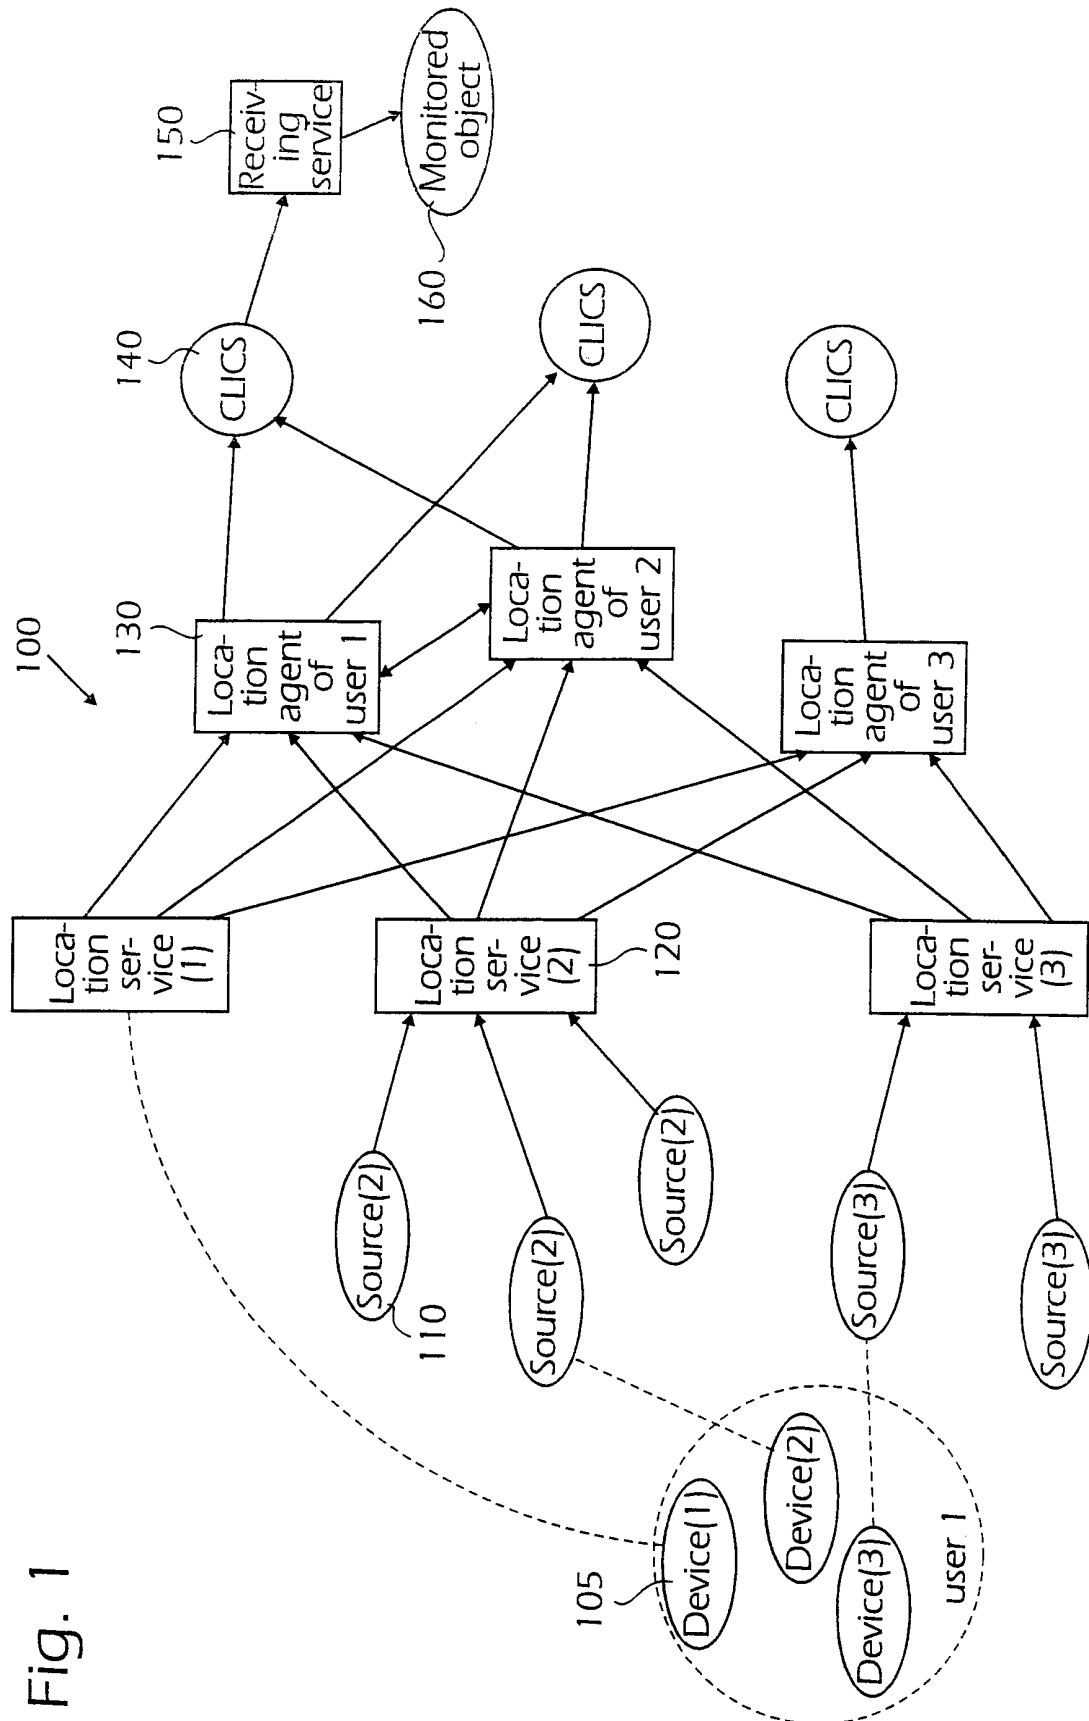 Fig. 1
100
105
Device(1)
Device(2)
Device(3)
user 1
110
Source(2)
Source(2)
Source(2)
Source(3)
Source(3)
Loca-
tion
ser-
vice
(1)
Loca-
tion
ser-
vice
(2)
120
Loca-
tion
ser-
vice
(3)
130
Loca-
tion
agent
of
user 1
Loca-
tion
agent
of
user 2
Loca-
tion
agent
of
user 3
140
CLICS
CLICS
CLICS
150
Receiv-
ing
service
160
Monitored
object